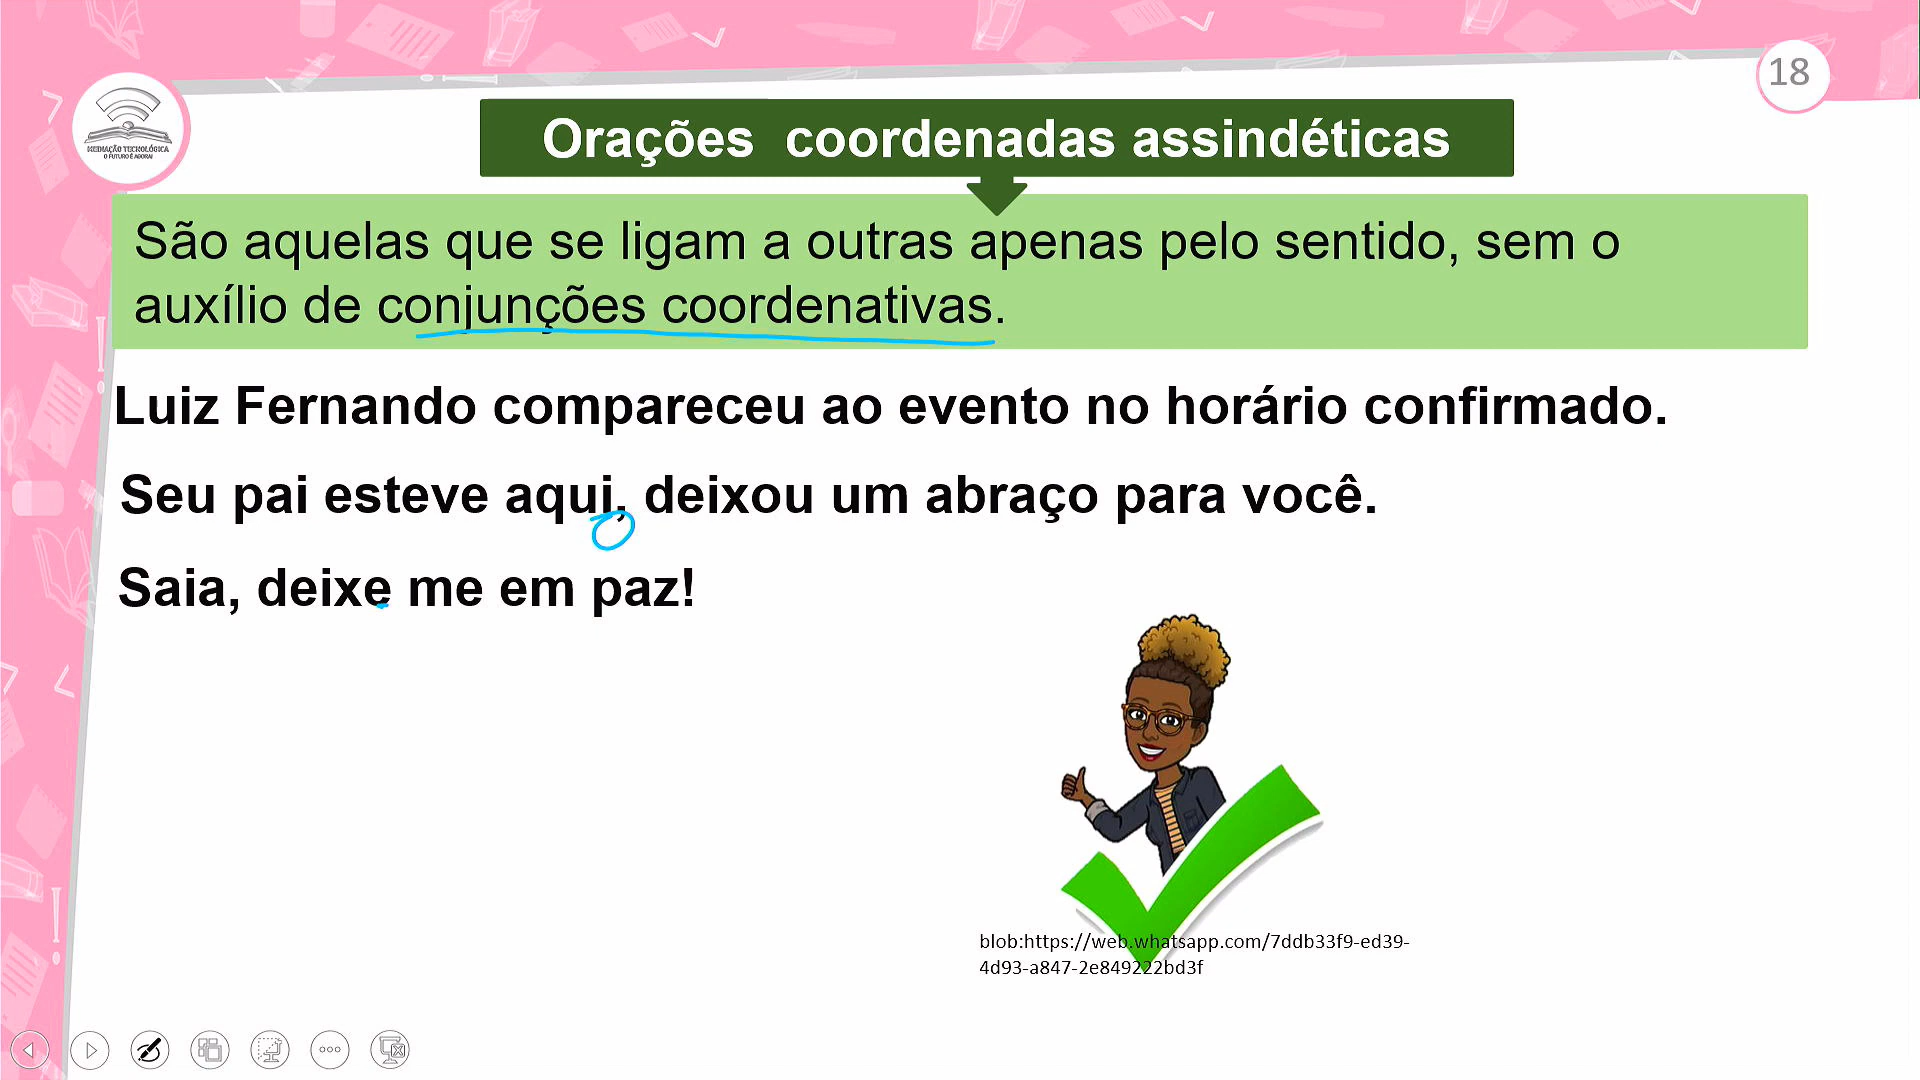 18
MEDIAÇÃO TECNOLÓGICA
O FUTURO É AGORA!
Orações coordenadas assindéticas
São aquelas que se ligam a outras apenas pelo sentido, sem o
auxílio de conjunções coordenativas.
Luiz Fernando compareceu ao evento no horário confirmado.
Seu pai esteve aqui, deixou um abraço para você.
Saia, deixe me em paz!
blob:https://web.whatsapp.com/7ddb33f9-ed39-
4d93-a847-2e849222bd3f